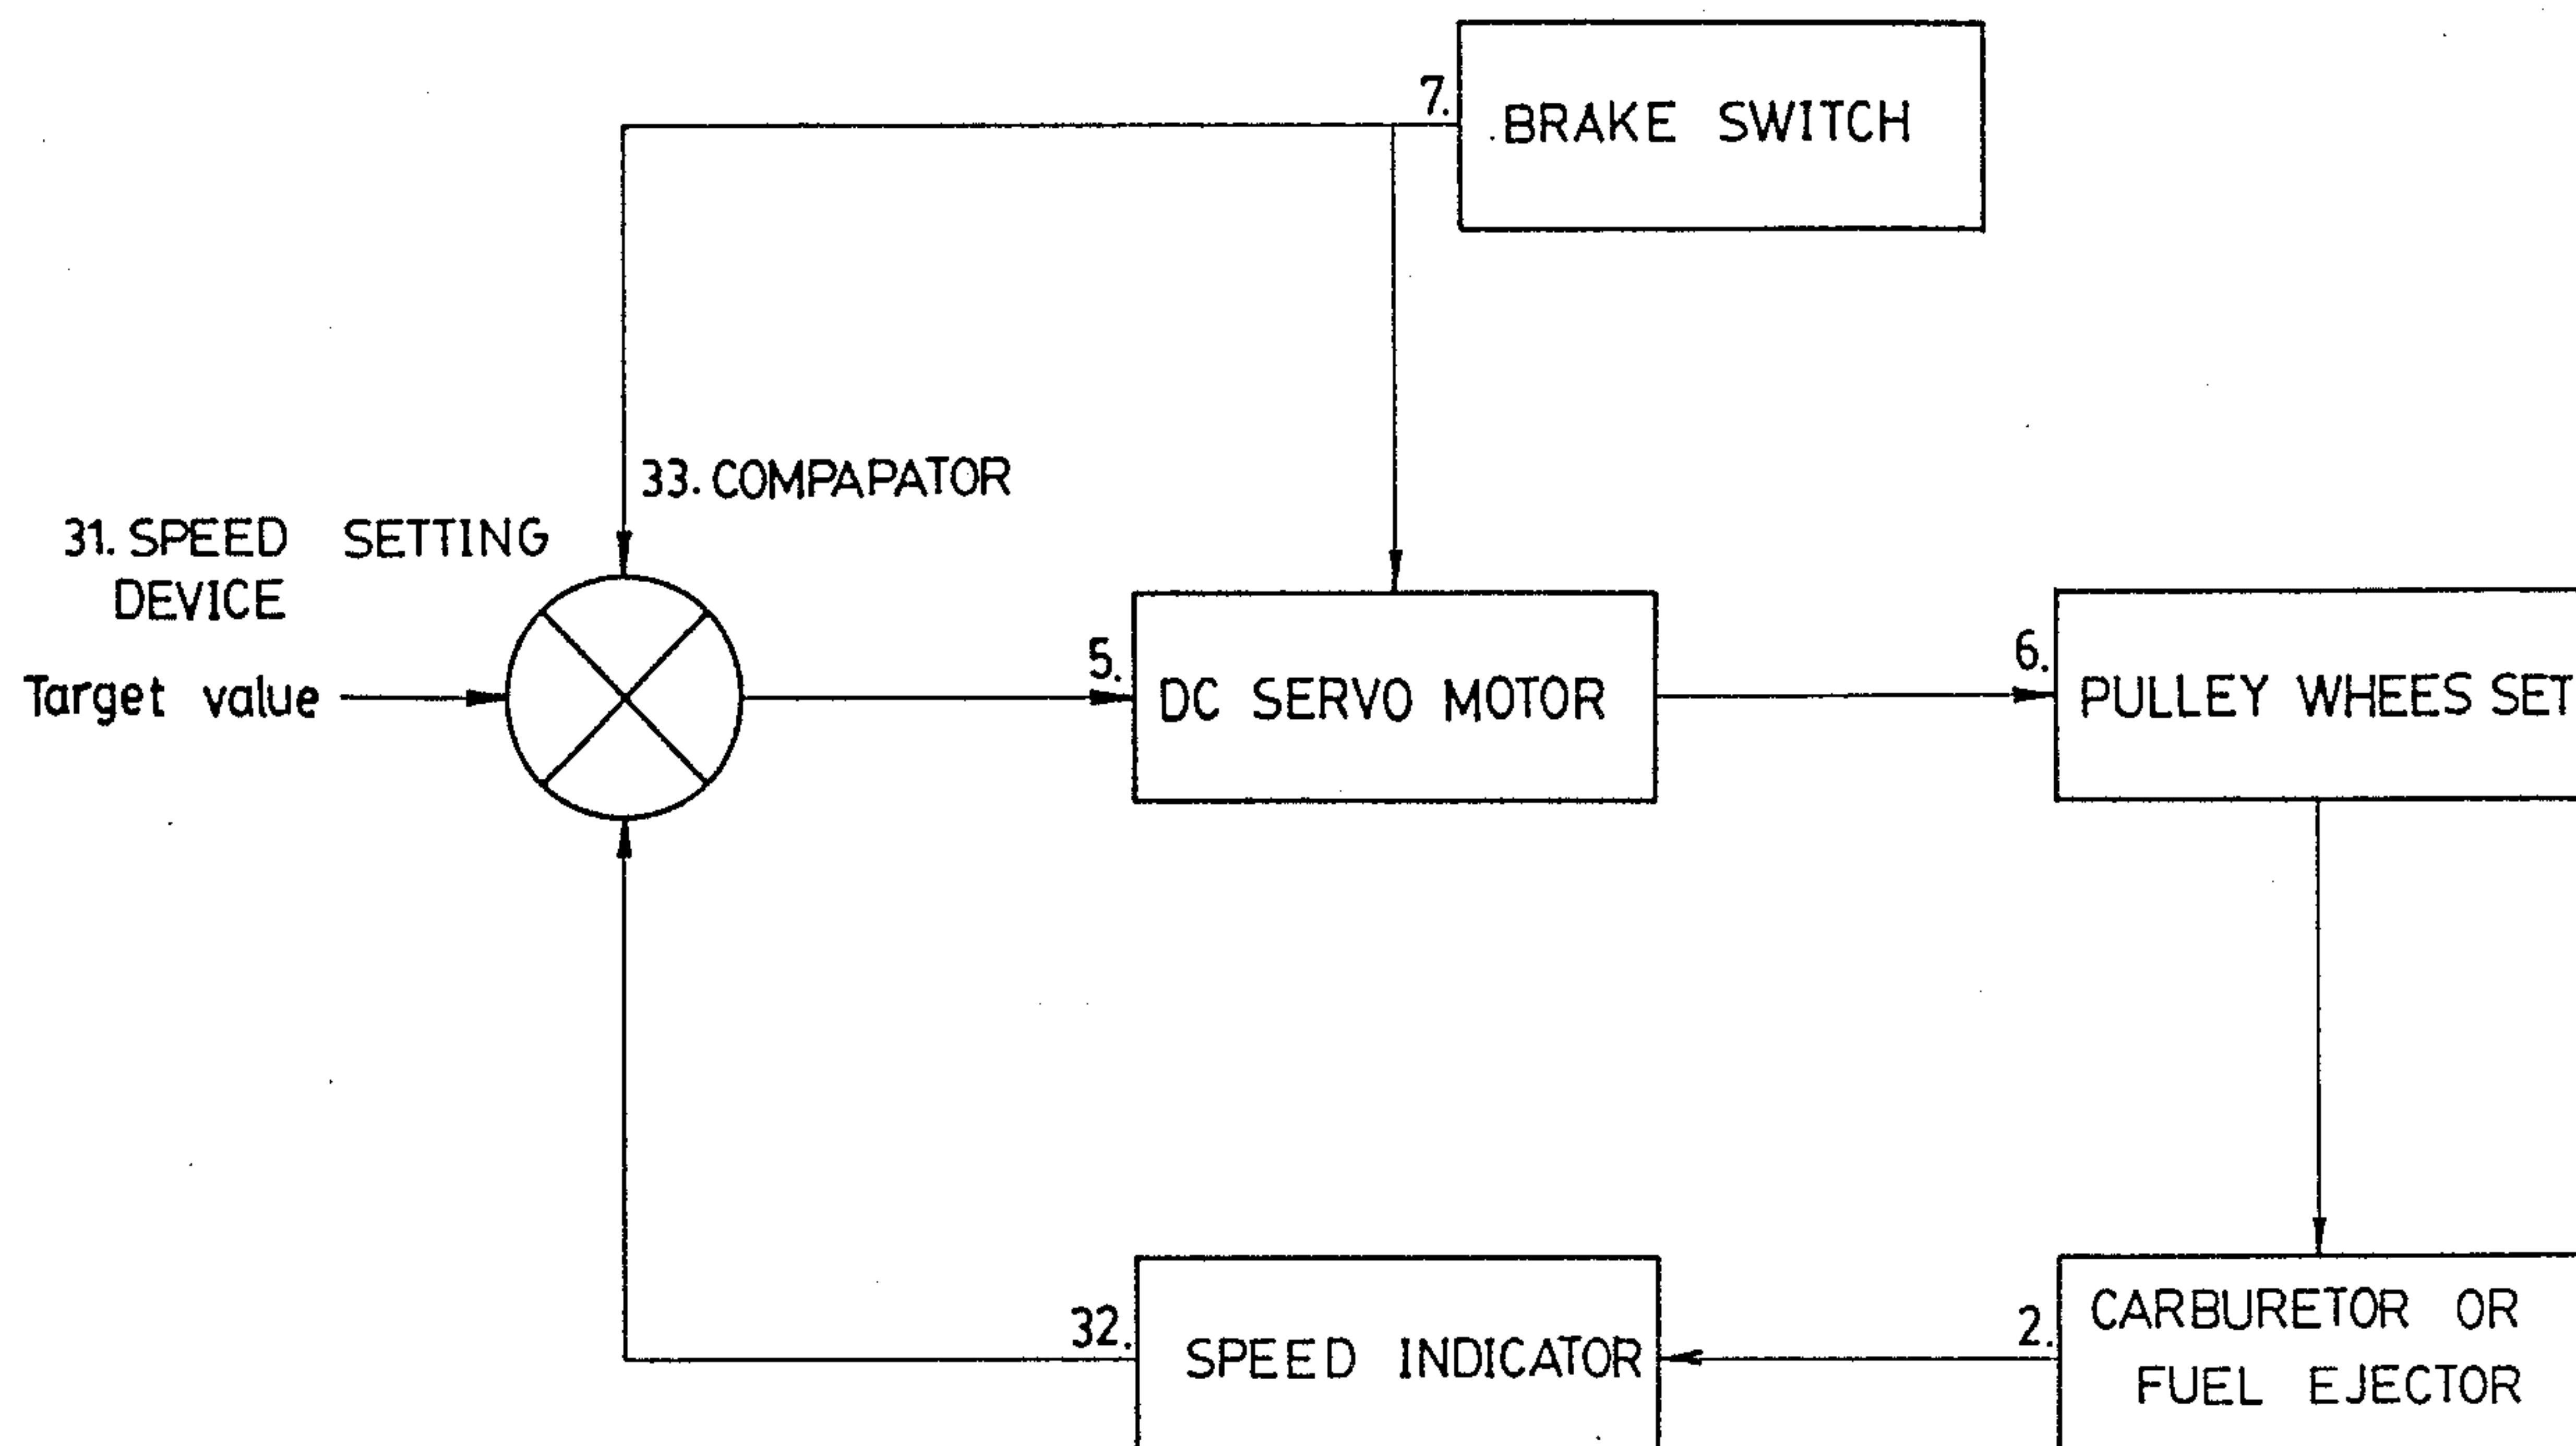 7.
BRAKE SWITCH
33. COMPAPATOR
31. SPEED SETTING
DEVICE
Target value
5.
DC SERVO MOTOR
6.
PULLEY WHEES SET
32.
SPEED INDICATOR
2.
CARBURETOR OR
FUEL EJECTOR